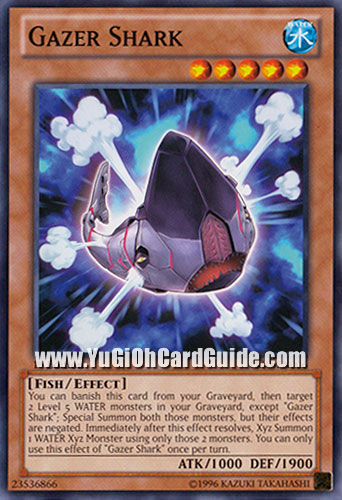 GAZER SHARK
WATER
水
www.YuGiOhCardGuide.com
[FISH/EFFECT]
You can banish this card from your Graveyard, then target
2 Level 5 WATER monsters in your Graveyard, except "Gazer
Shark"; Special Summon both those monsters, but their effects
are negated. Immediately after this effect resolves, Xyz Summon
1 WATER Xyz Monster using only those 2 monsters. You can only
use this effect of "Gazer Shark" once per turn.
ATK/1000 DEF/1900
23536866 ©1996 KAZUKI TAKAHASHI